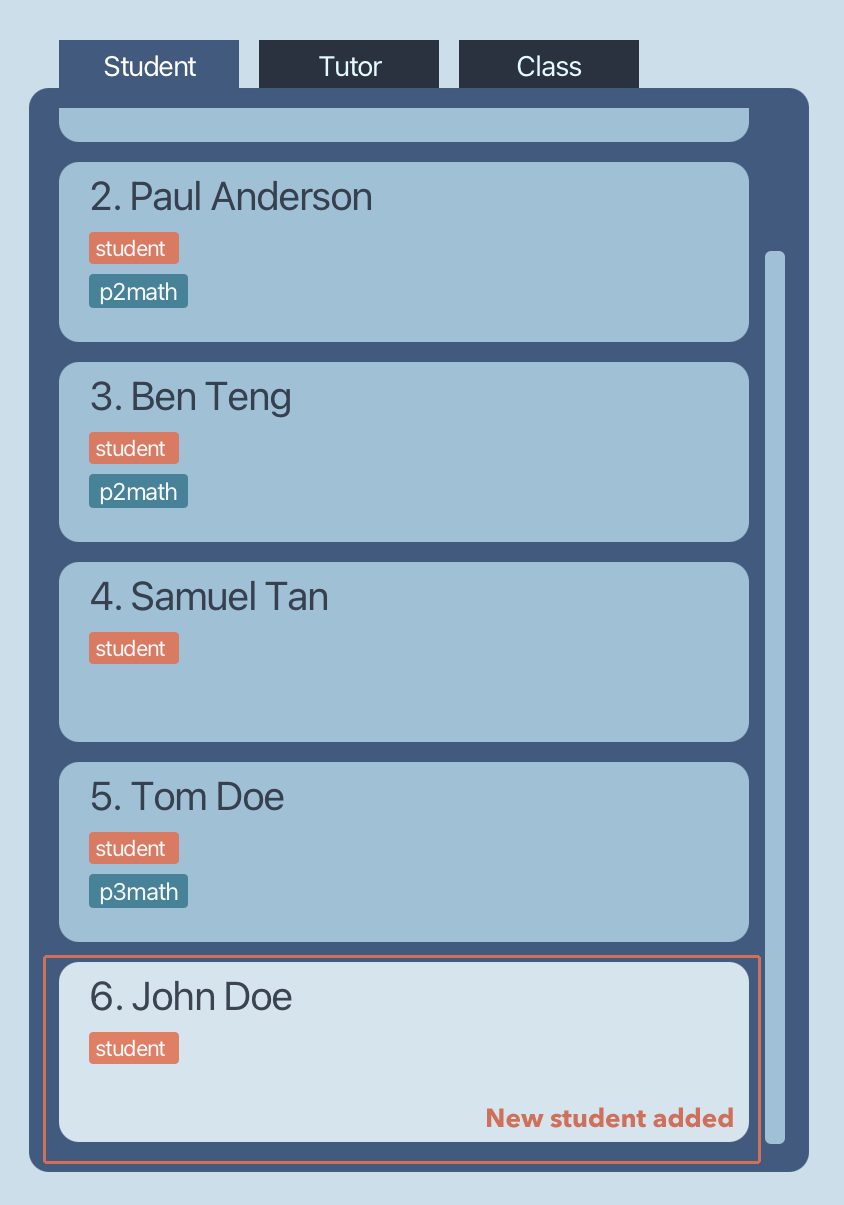 Student Tutor Class
2. Paul Anderson
student
p2math
3. Ben Teng
student
p2math
4. Samuel Tan
student
5. Tom Doe
student
p3math
6. John Doe
student
New student added